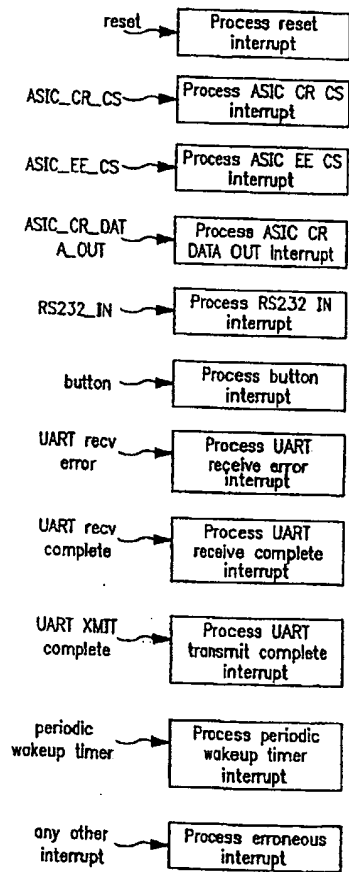 reset
Process reset
interrupt
ASIC_CR_CS
Process ASIC CR CS
interrupt
ASIC_EE_CS
Process ASIC EE CS
Interrupt
ASIC_CR_DAT
A_OUT
Process ASIC CR
DATA OUT Interrupt
RS232_IN
Process RS232 IN
interrupt
button
Process button
interrupt
UART recv
error
Process UART
receive error
interrupt
UART recv
complete
Process UART
receive complete
interrupt
UART XMIT
complete
Process UART
transmit complete
interrupt
periodic
wakeup timer
Process periodic
wakeup timer
interrupt
any other
interrupt
Process erroneous
interrupt